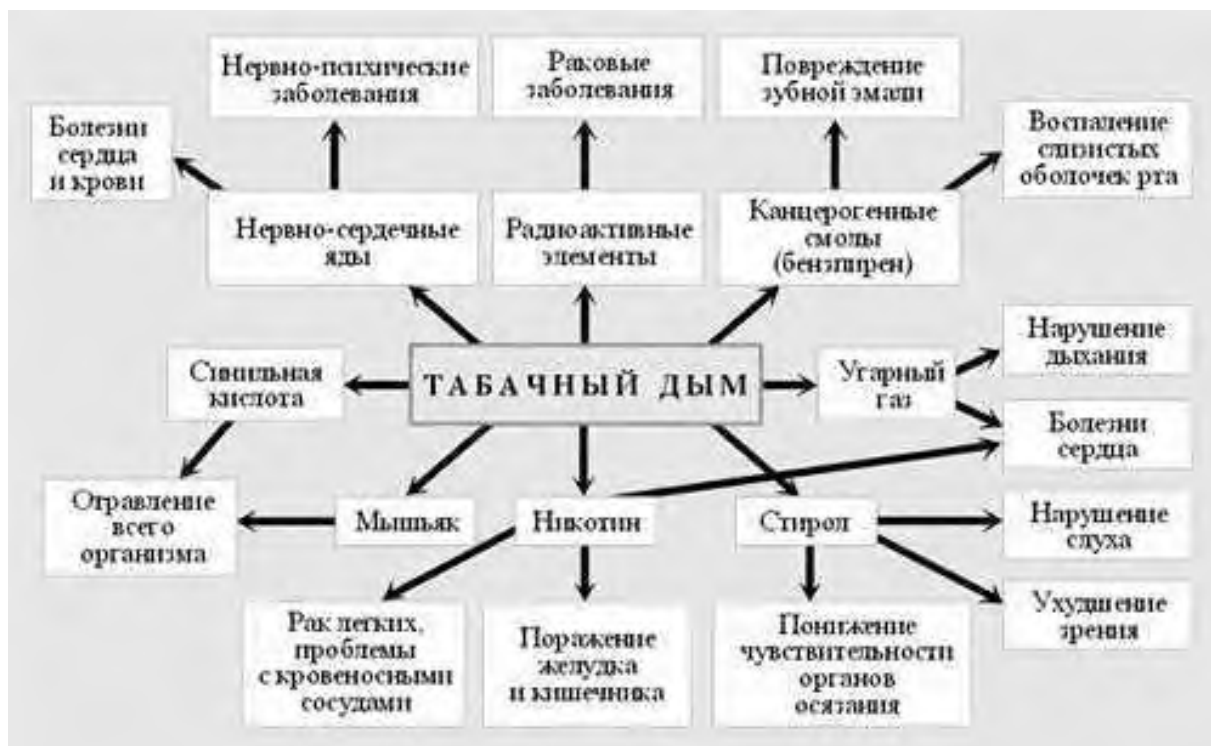 Нервно-психические
заболевания
Раковые
заболевания
Повреждение
зубной эмали
Болезни
сердца
и крови
Воспаление
слизистых
оболочек рта
Нервно-сердечные
яды
Радиоактивные
элементы
Канцерогенные
смолы
(бензпирен)
Синильная
кислота
ТАБАЧНЫЙ ДЫМ
Угарный
газ
Нарушение
дыхания
Болезни
сердца
Отравление
всего
организма
Мышьяк
Никотин
Стирол
Нарушение
слуха
Ухудшение
зрения
Рак легких,
проблемы
с кровеносными
сосудами
Поражение
желудка
и кишечника
Понижение
чувствительности
органов
осязания